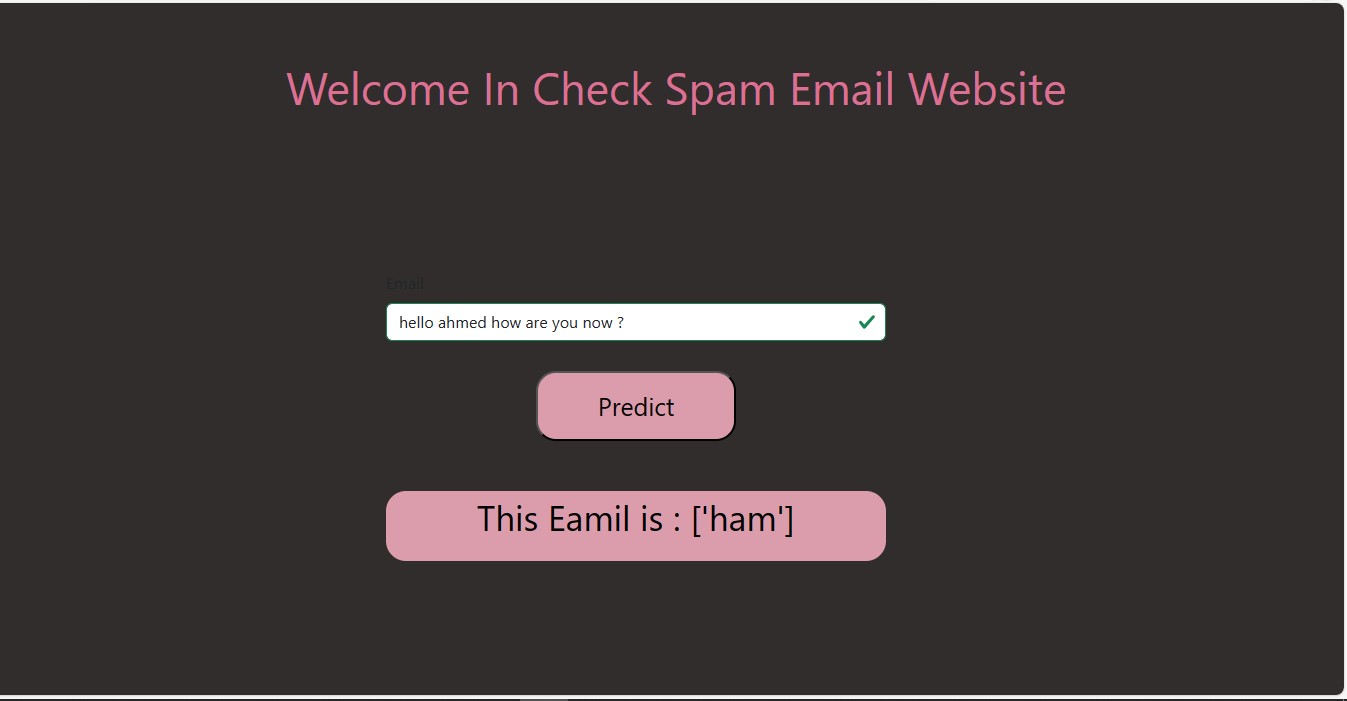 Welcome In Check Spam Email Website
Email
hello ahmed how are you now ?
Predict
This Eamil is : ['ham']